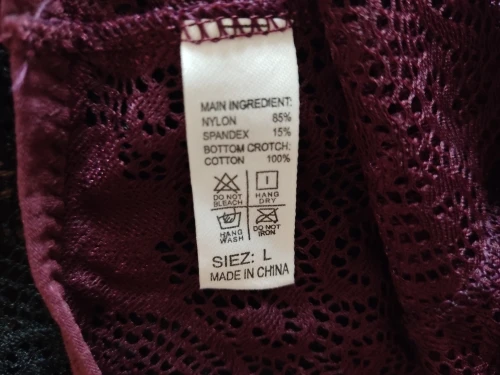 MAIN INGREDIENT:
NYLON 85%
SPANDEX 15%
BOTTOM CROTCH:
COTTON 100%
DO NOT BLEACH
HANG DRY
HANG WASH
DO NOT IRON
SIEZ: L
MADE IN CHINA